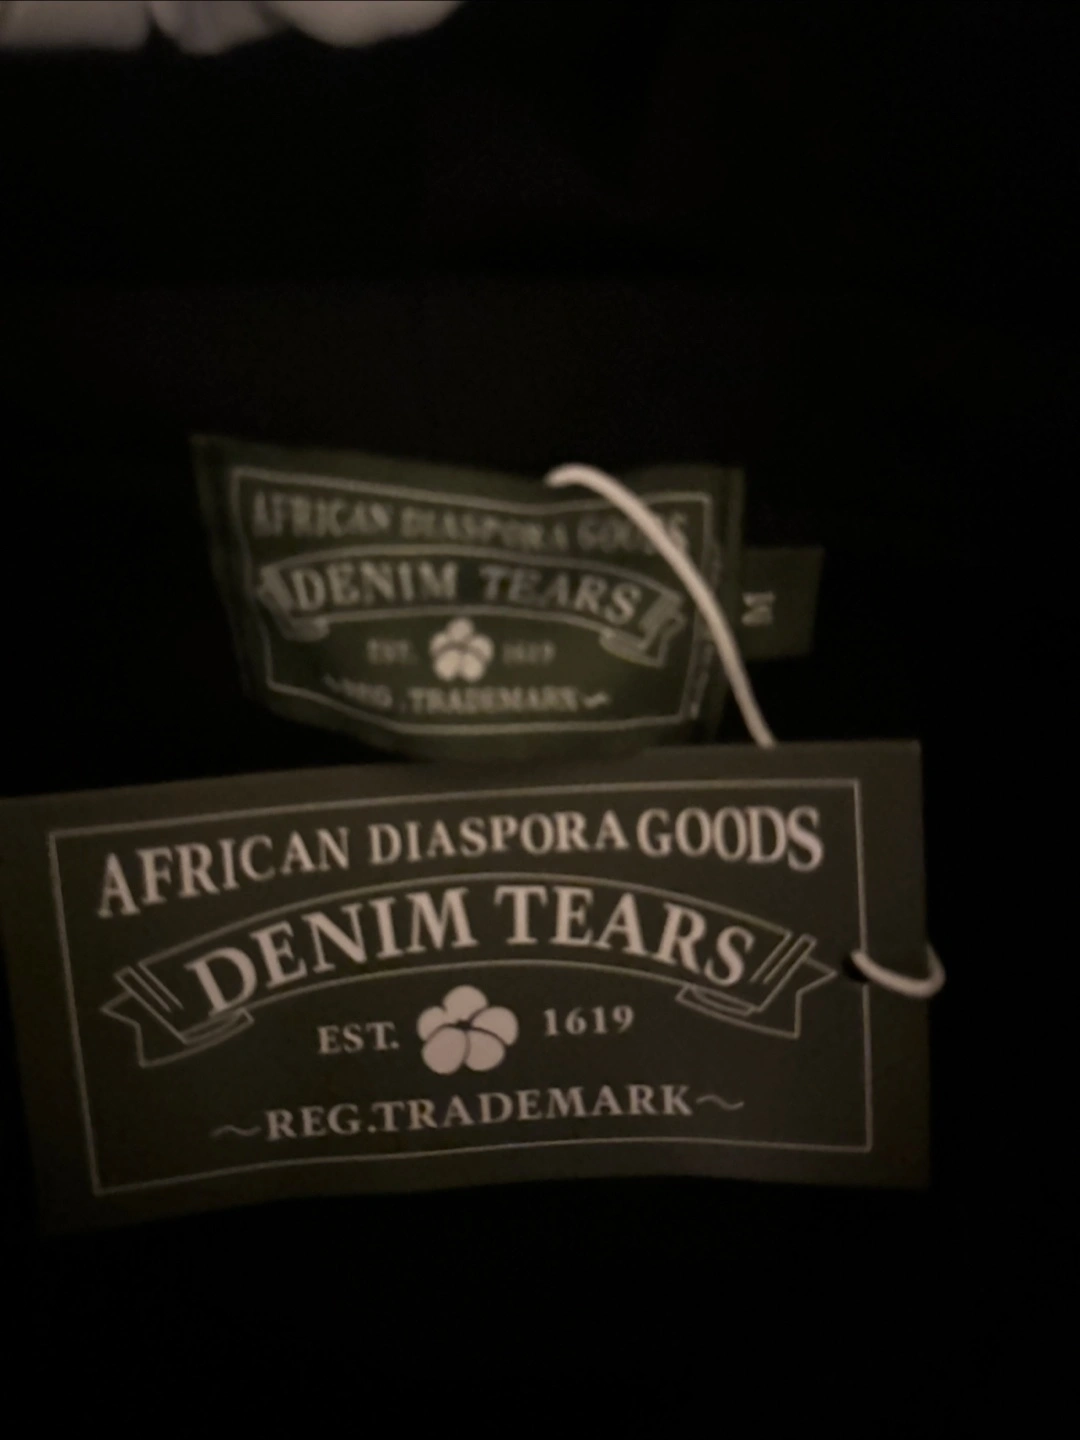 AFRICAN DIASPORA GOODS
DENIM TEARS
EST. 1619
REG.TRADEMARK~
M
AFRICAN DIASPORA GOODS
DENIM TEARS
EST. 1619
~REG.TRADEMARK~